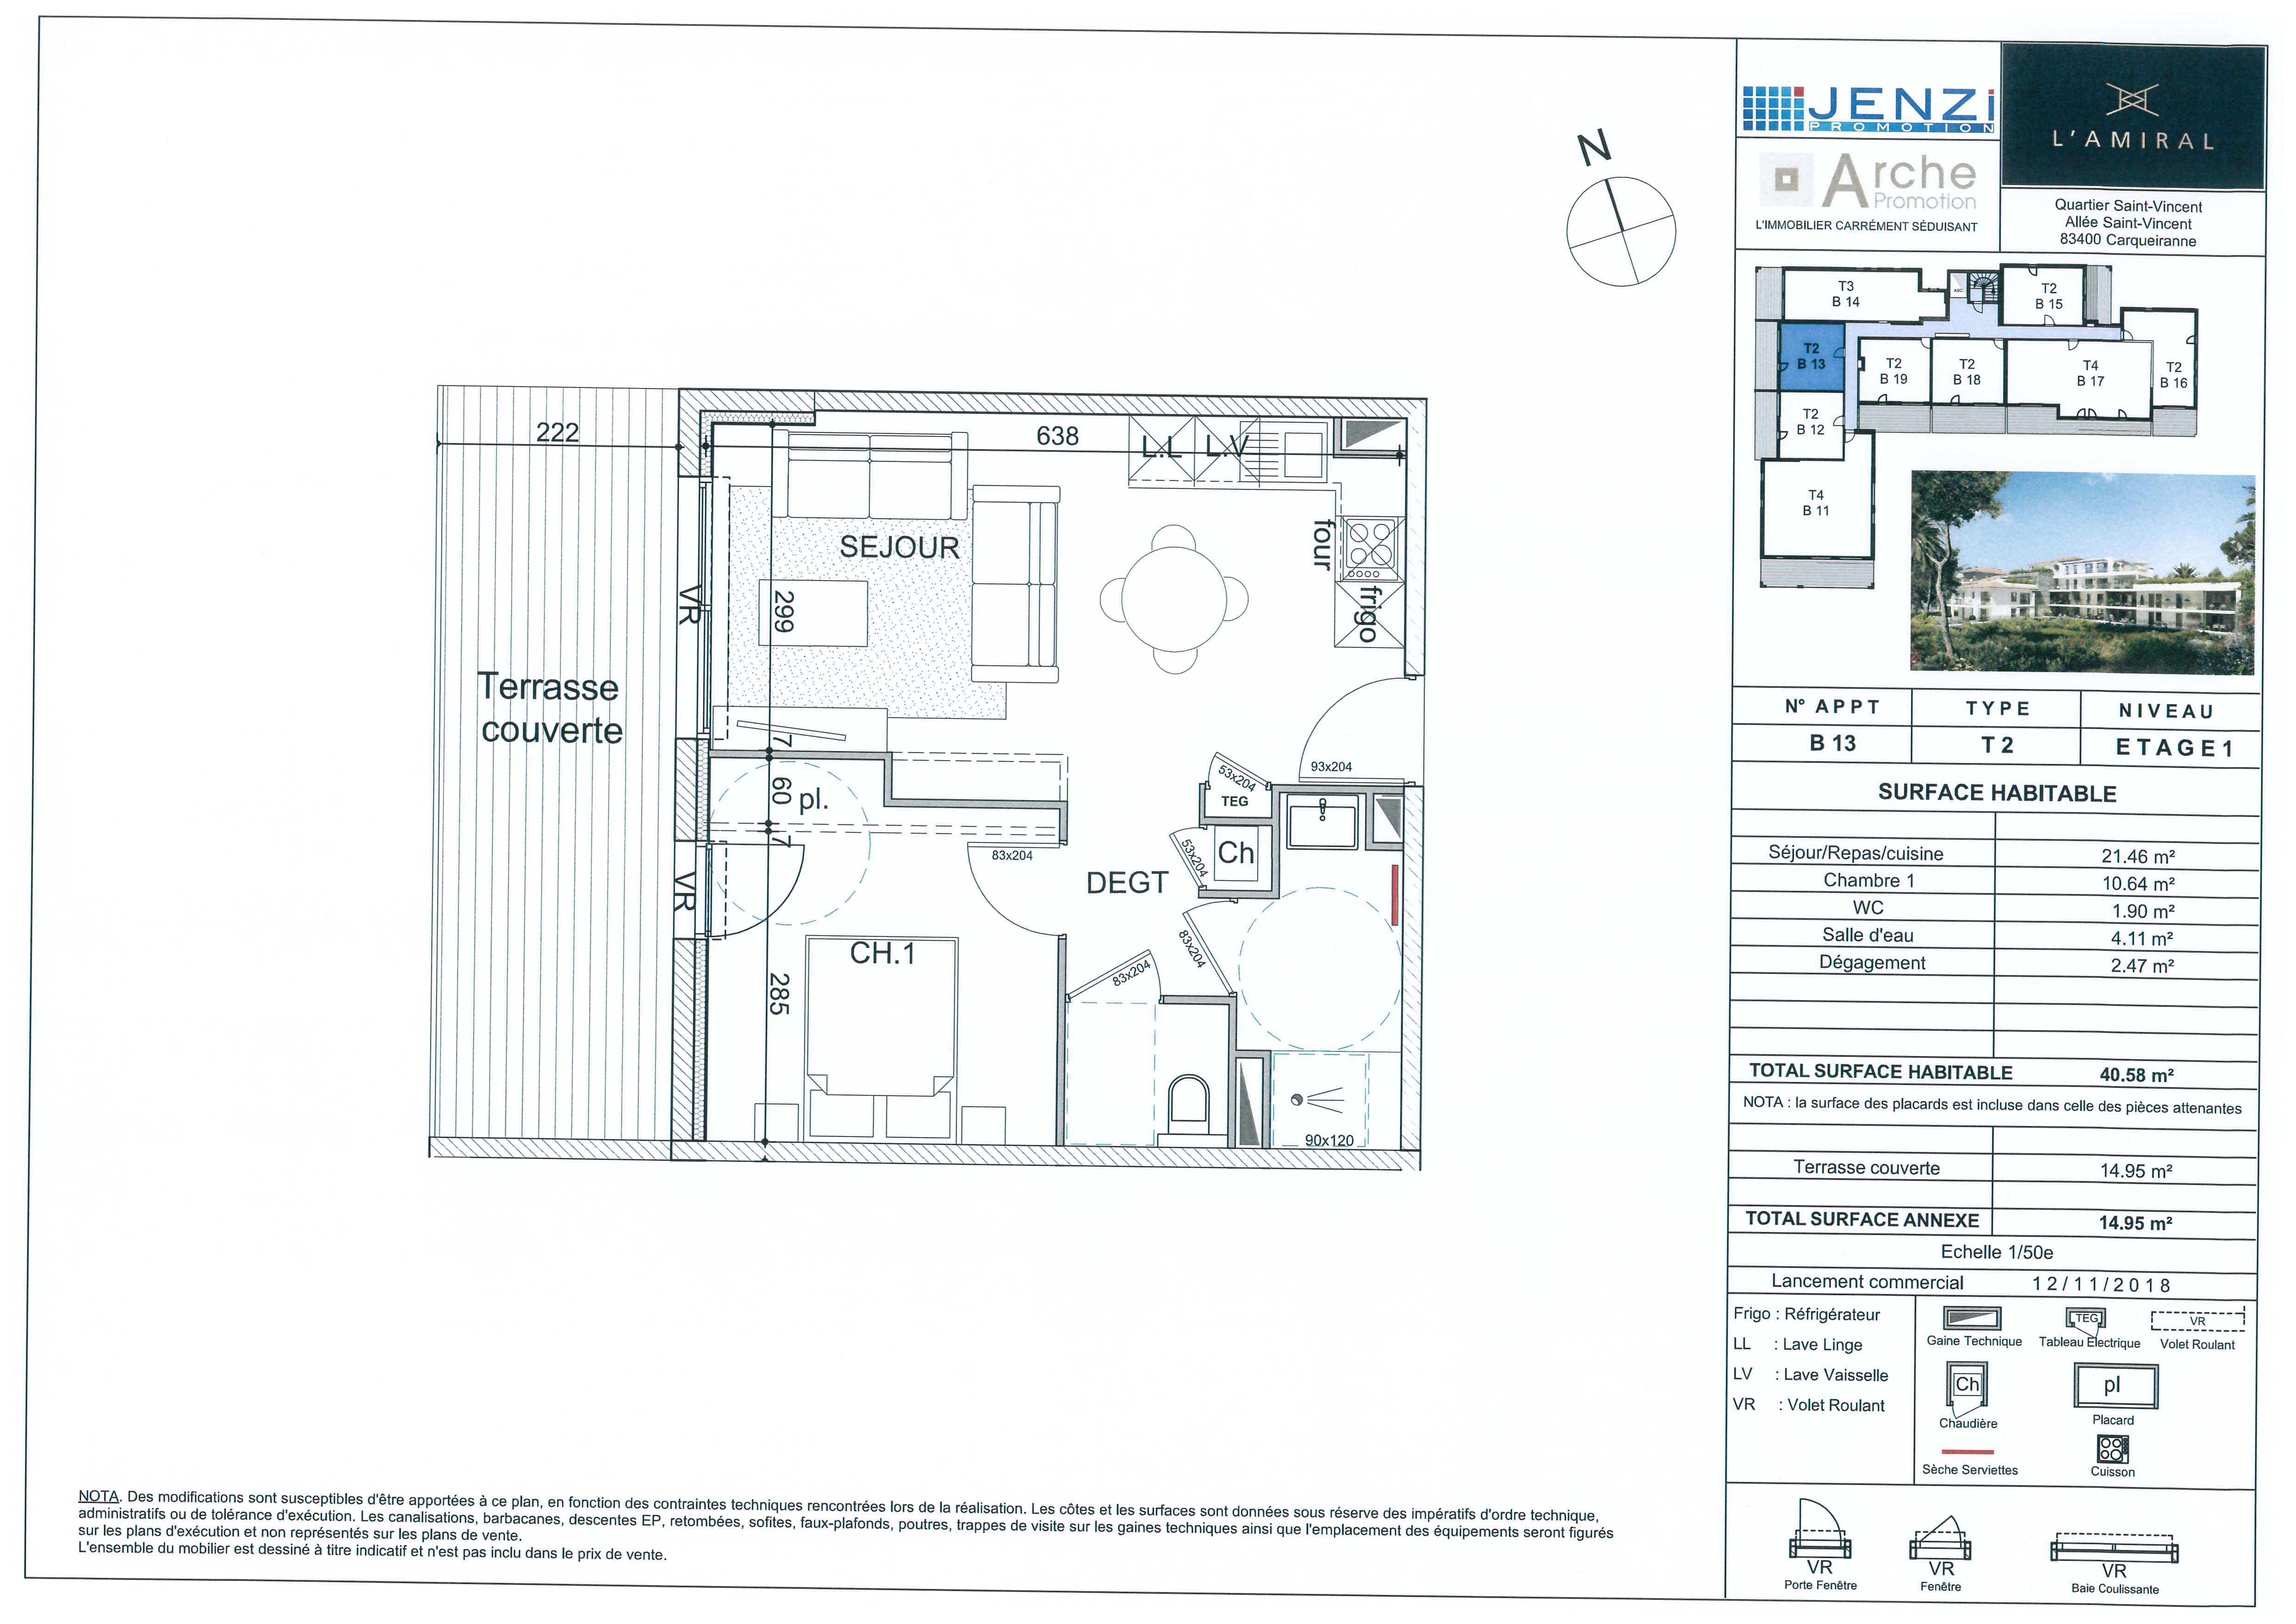 N
222
638
L.L
L.V
SEJOUR
four
frigo
VR
299
Terrasse
couverte
7
93x204
53x204
TEG
60
pl.
7
83x204
53x204
Ch
DEGT
VR
CH.1
83x204
83x204
285
90x120
NOTA. Des modifications sont susceptibles d'être apportées à ce plan, en fonction des contraintes techniques rencontrées lors de la réalisation. Les côtes et les surfaces sont données sous réserve des impératifs d'ordre technique,
administratifs ou de tolérance d'exécution. Les canalisations, barbacanes, descentes EP, retombées, sofites, faux-plafonds, poutres, trappes de visite sur les gaines techniques ainsi que l'emplacement des équipements seront figurés
sur les plans d'exécution et non représentés sur les plans de vente.
L'ensemble du mobilier est dessiné à titre indicatif et n'est pas inclu dans le prix de vente.
JENZi
PROMOTION
Arche
Promotion
L'IMMOBILIER CARRÉMENT SÉDUISANT
L'AMIRAL
Quartier Saint-Vincent
Allée Saint-Vincent
83400 Carqueiranne
T3
B 14
ASC
T2
B 15
T2
B 13
T2
B 19
T2
B 18
T4
B 17
T2
B 16
T2
B 12
T4
B 11
N° APPT TYPE NIVEAU
B 13 T 2 ETAGE 1
SURFACE HABITABLE
Séjour/Repas/cuisine 21.46 m²
Chambre 1 10.64 m²
WC 1.90 m²
Salle d'eau 4.11 m²
Dégagement 2.47 m²
TOTAL SURFACE HABITABLE 40.58 m²
NOTA : la surface des placards est incluse dans celle des pièces attenantes
Terrasse couverte 14.95 m²
TOTAL SURFACE ANNEXE 14.95 m²
Echelle 1/50e
Lancement commercial 12/11/2018
Frigo : Réfrigérateur
LL : Lave Linge
LV : Lave Vaisselle
VR : Volet Roulant
Gaine Technique
TEG
Tableau Electrique
VR
Volet Roulant
Ch
Chaudière
pl
Placard
Sèche Serviettes
Cuisson
VR
Porte Fenêtre
VR
Fenêtre
VR
Baie Coulissante